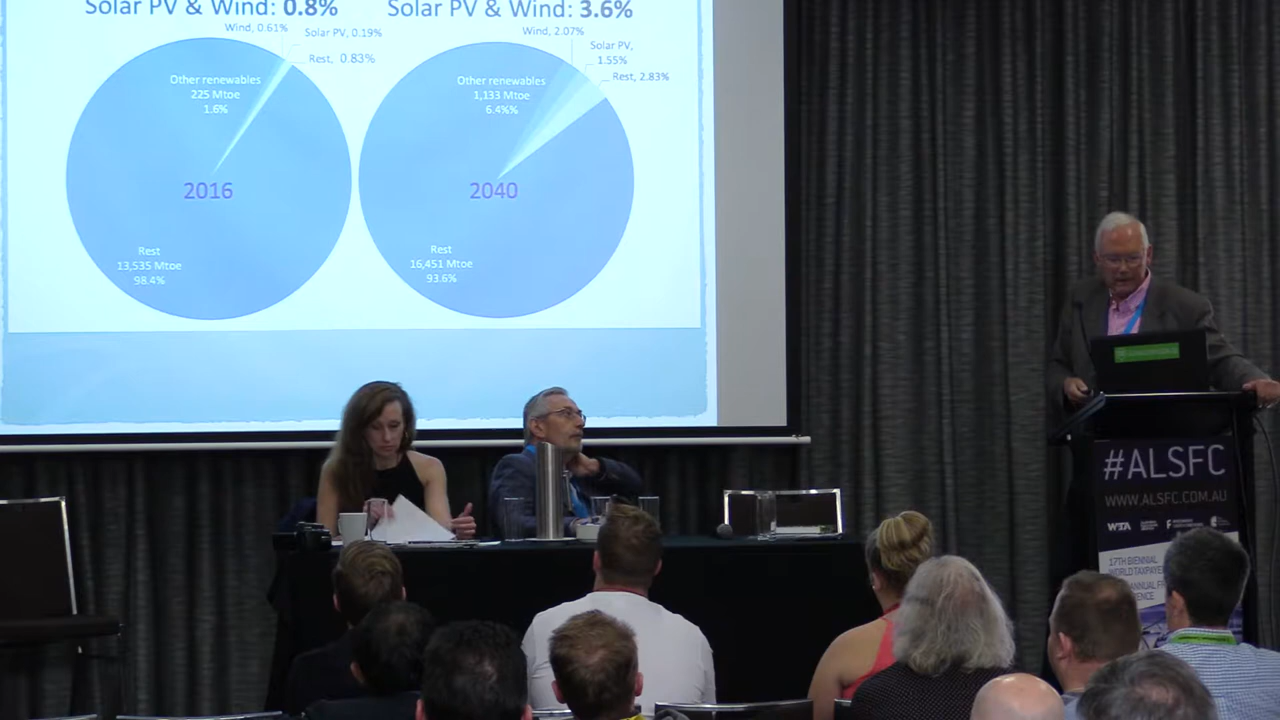 Solar PV & Wind: 0.8%
Solar PV & Wind: 3.6%
Wind, 0.61%
Solar PV, 0.19%
Rest, 0.83%
Other renewables
225 Mtoe
1.6%
2016
Rest
13,535 Mtoe
98.4%
Wind, 2.07%
Solar PV,
1.55%
Rest, 2.83%
Other renewables
1,133 Mtoe
6.4%%
2040
Rest
16,451 Mtoe
93.6%
#ALSFC
WWW.ALSFC.COM.AU
17TH BIENNIAL
WORLD TAXPAYE
ANNUAL FR
ENCE